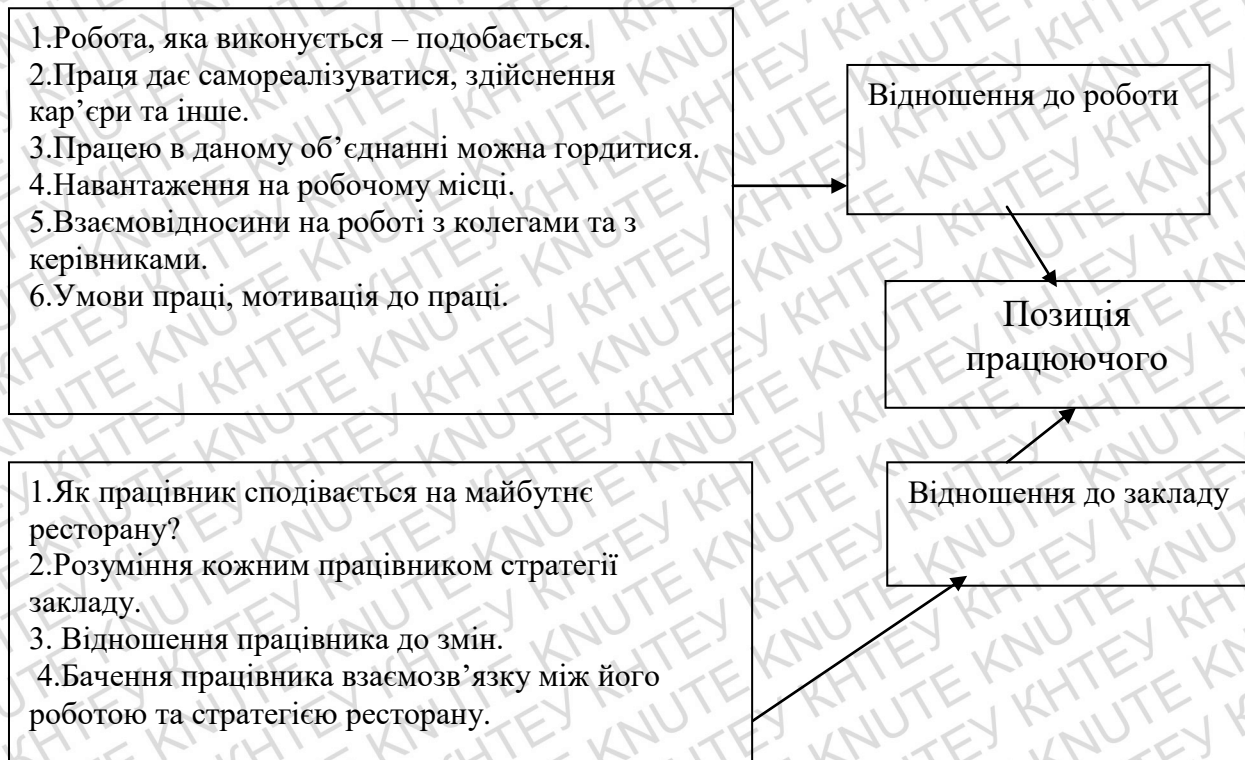 1.Робота, яка виконується – подобається.
2.Праця дає самореалізуватися, здійснення
кар’єри та інше.
3.Працею в даному об’єднанні можна гордитися.
4.Навантаження на робочому місці.
5.Взаємовідносини на роботі з колегами та з
керівниками.
6.Умови праці, мотивація до праці.
Відношення до роботи
Позиція
працюючого
1.Як працівник сподівається на майбутнє
ресторану?
2.Розуміння кожним працівником стратегії
закладу.
3. Відношення працівника до змін.
4.Бачення працівника взаємозв’язку між його
роботою та стратегією ресторану.
Відношення до закладу
KNUTE КНТЕУ